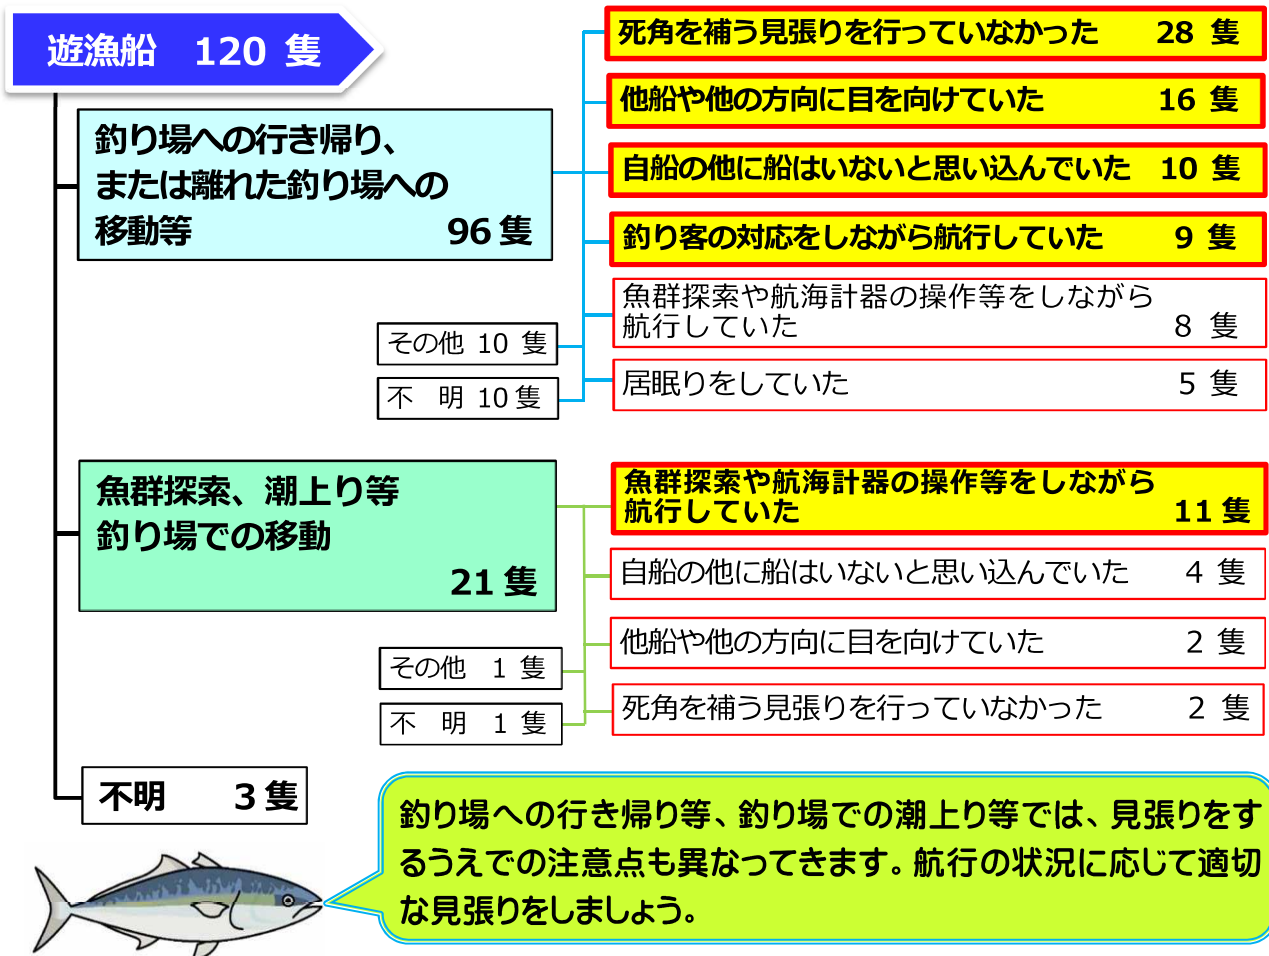 遊漁船 120 隻
釣り場への行き帰り、
または離れた釣り場への
移動等 96隻
死角を補う見張りを行っていなかった 28 隻
他船や他の方向に目を向けていた 16 隻
自船の他に船はいないと思い込んでいた 10 隻
釣り客の対応をしながら航行していた 9 隻
魚群探索や航海計器の操作等をしながら
航行していた 8 隻
居眠りをしていた 5 隻
その他 10 隻
不 明 10隻
魚群探索、潮上り等
釣り場での移動
21 隻
魚群探索や航海計器の操作等をしながら
航行していた 11隻
自船の他に船はいないと思い込んでいた 4 隻
他船や他の方向に目を向けていた 2 隻
死角を補う見張りを行っていなかった 2 隻
その他 1 隻
不 明 1 隻
不明 3隻
釣り場への行き帰り等、釣り場での潮上り等では、見張りをす
るうえでの注意点も異なってきます。航行の状況に応じて適切
な見張りをしましょう。